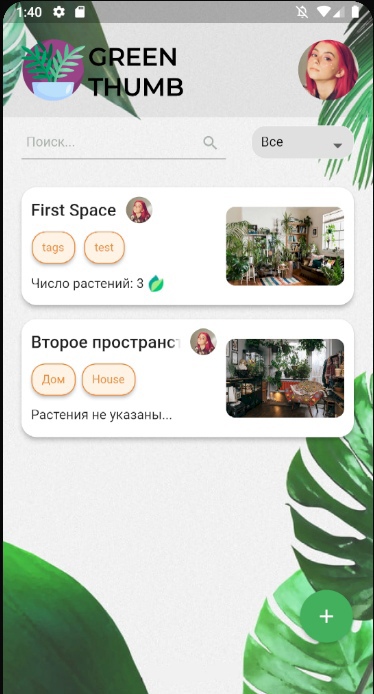 1:40
GREEN
THUMB
Поиск...
Все
First Space
tags
test
Число растений: 3
Второе пространст
Дом
House
Растения не указаны...
+